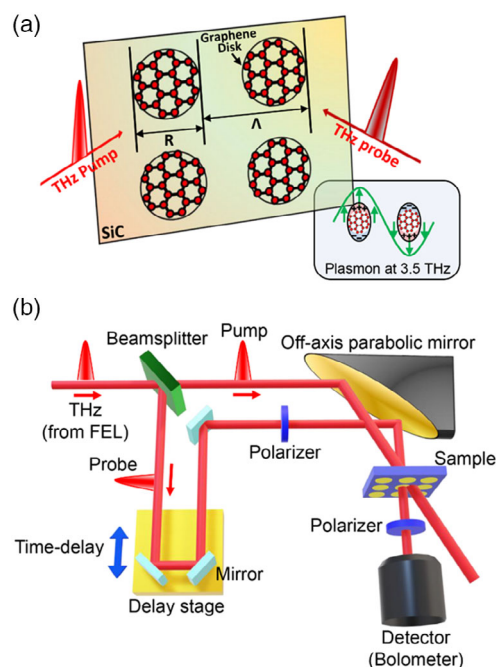 (a)
Graphene
Disk
THz Pump
R
Λ
THz probe
SiC
Plasmon at 3.5 THz
(b)
Beamsplitter
Pump
Off-axis parabolic mirror
THz
(from FEL)
Polarizer
Sample
Probe
Polarizer
Time-delay
Mirror
Delay stage
Detector
(Bolometer)